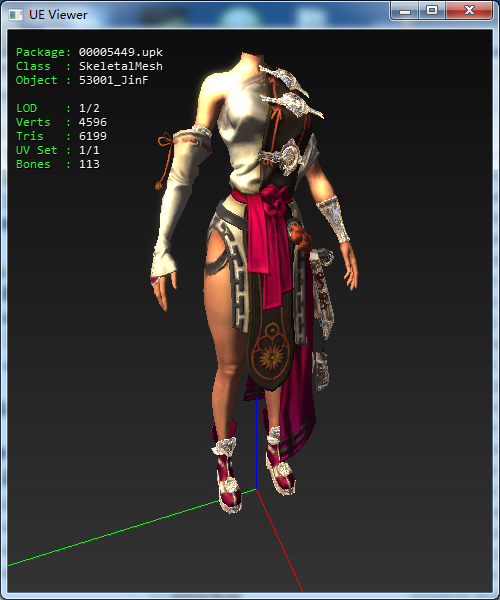 UE Viewer
Package: 00005449.upk
Class  : SkeletalMesh
Object : 53001_JinF
LOD    : 1/2
Verts  : 4596
Tris   : 6199
UV Set : 1/1
Bones  : 113